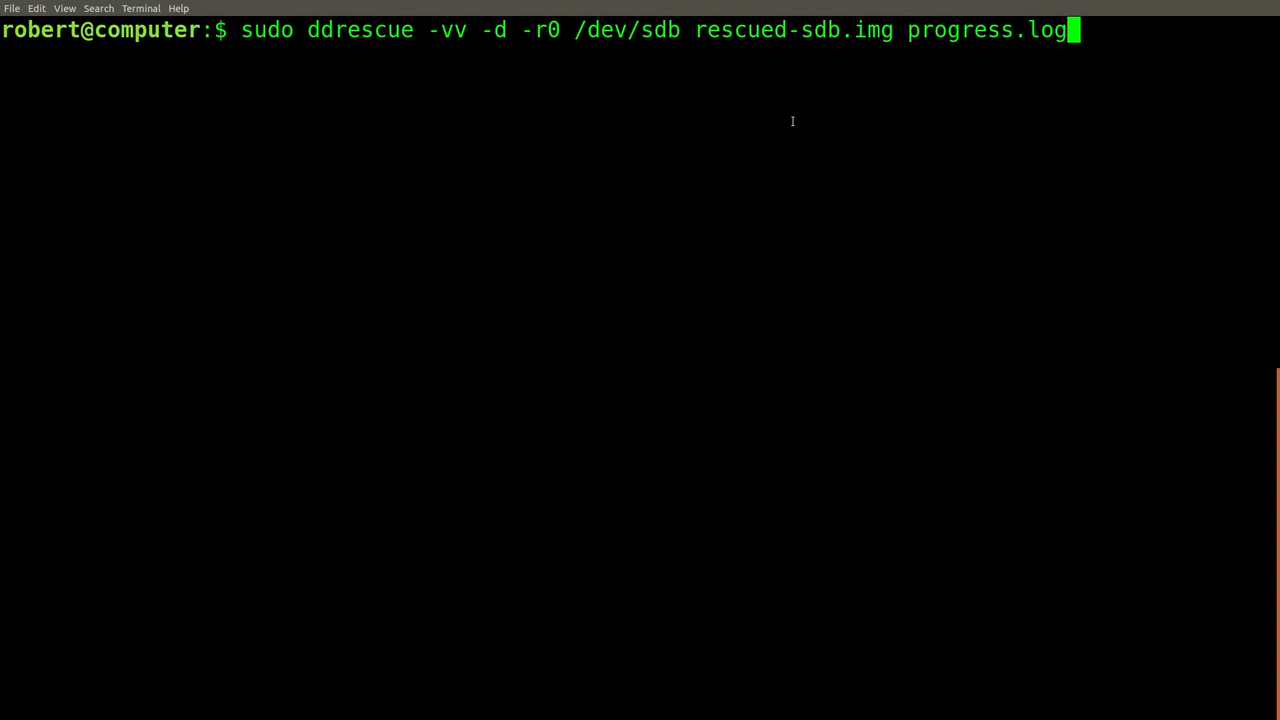 File Edit View Search Terminal Help
robert@computer:$ sudo ddrescue -vv -d -r0 /dev/sdb rescued-sdb.img progress.log